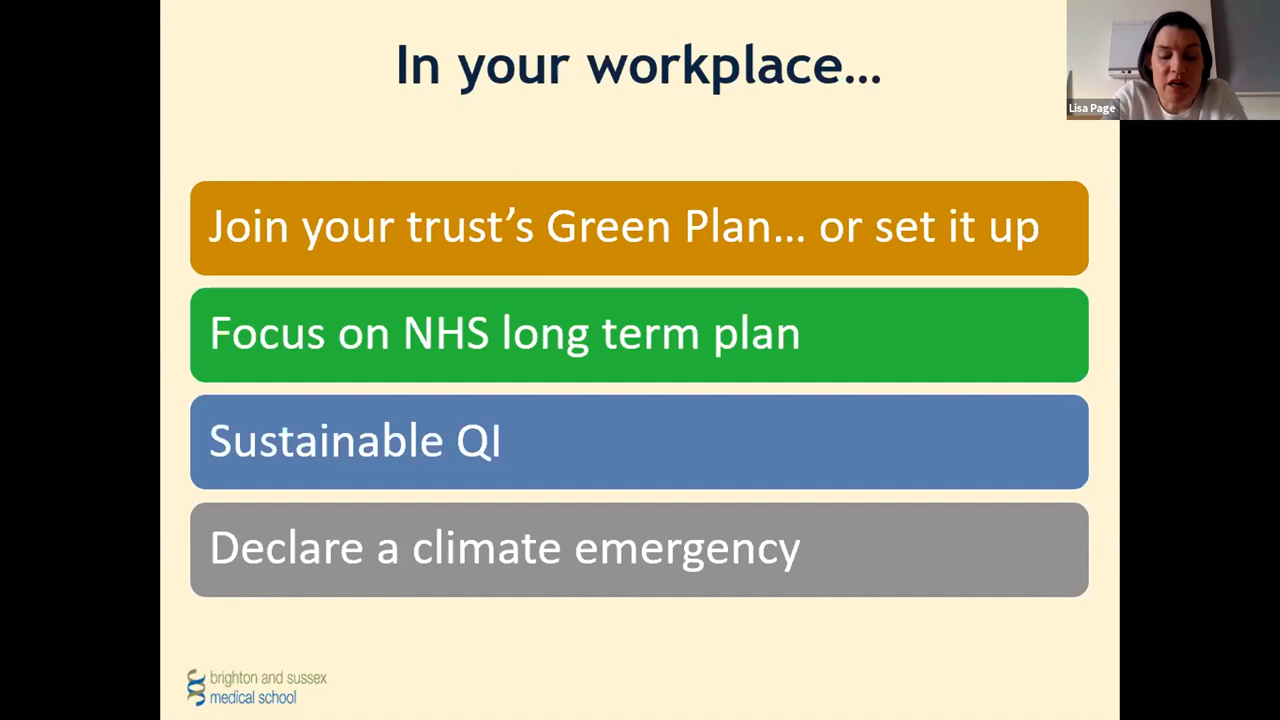 In your workplace…
Lisa Page
Join your trust’s Green Plan… or set it up
Focus on NHS long term plan
Sustainable QI
Declare a climate emergency
brighton and sussex
medical school